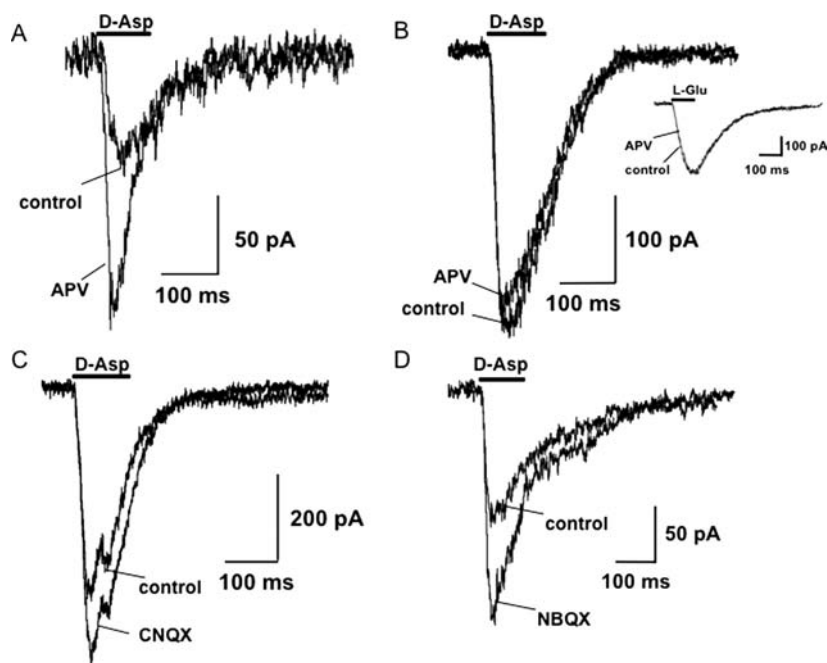 A
D-Asp
control
APV
50 pA
100 ms
B
D-Asp
L-Glu
APV
control
100 pA
100 ms
APV
control
100 pA
100 ms
C
D-Asp
200 pA
100 ms
control
CNQX
D
D-Asp
control
50 pA
100 ms
NBQX